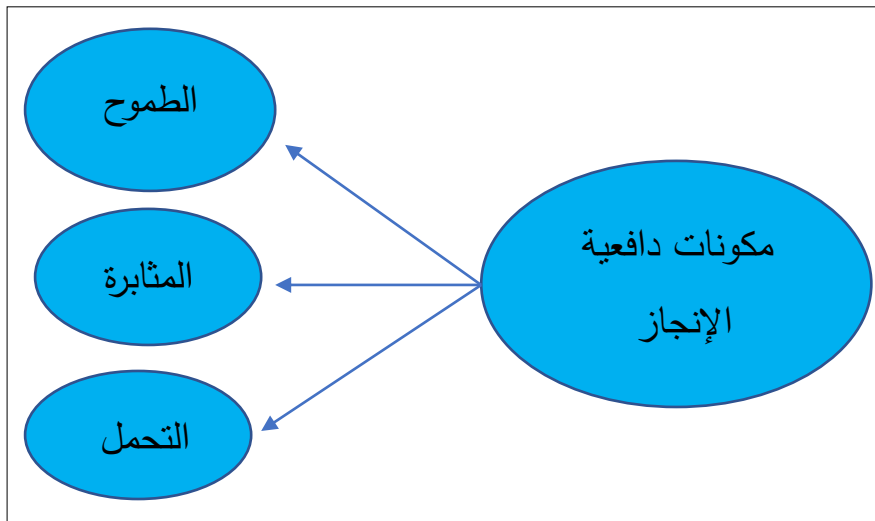 مكونات دافعية
الإنجاز
الطموح
المثابرة
التحمل